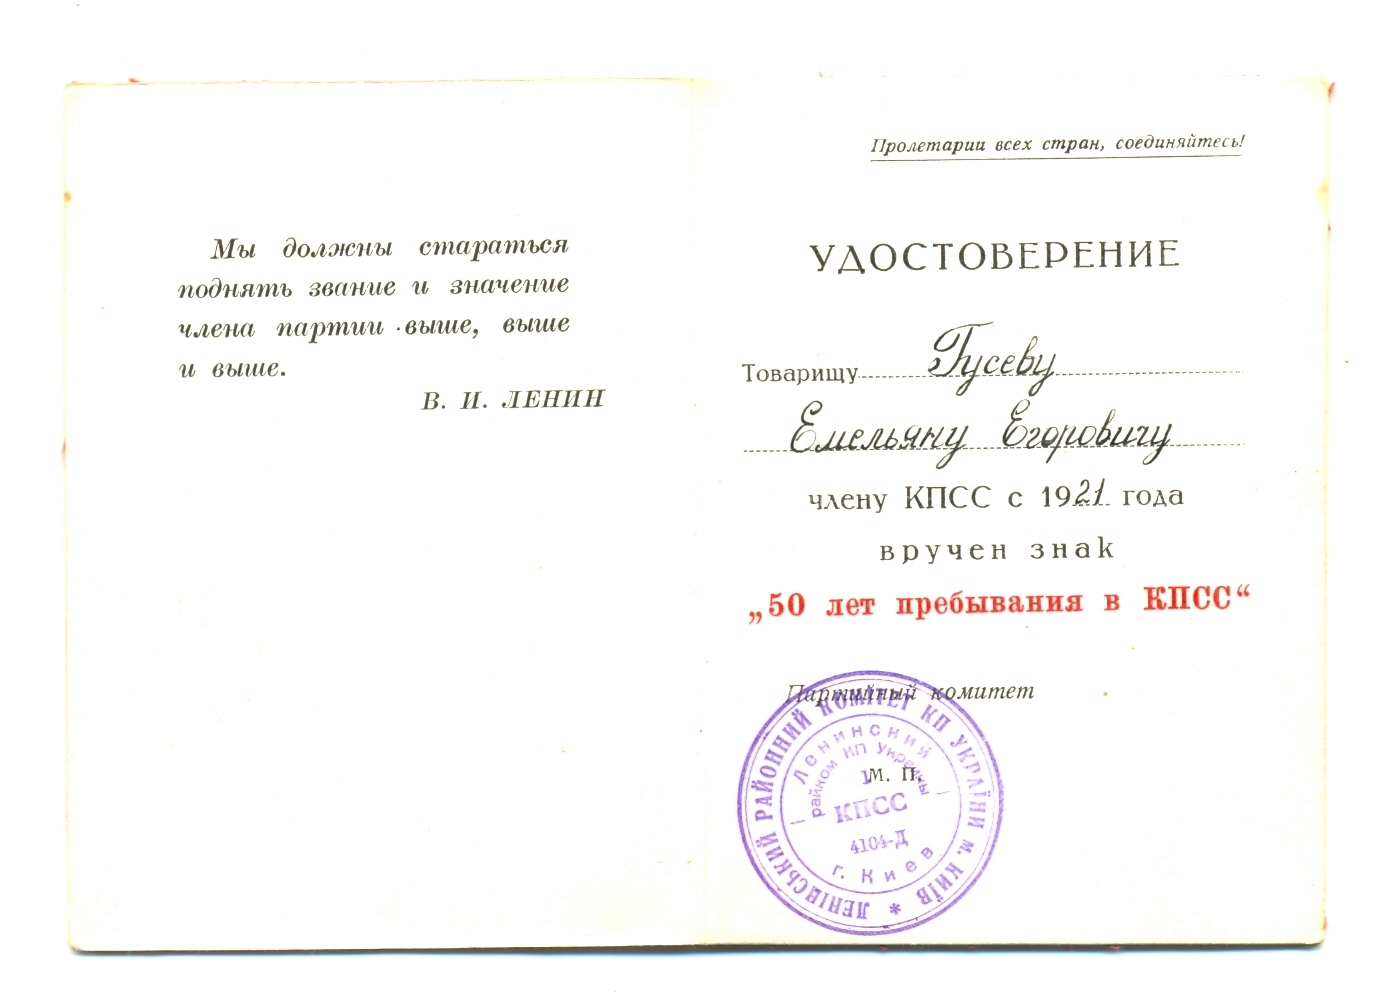 Мы должны стараться
поднять звание и значение
члена партии выше, выше
и выше.
В. И. ЛЕНИН
Пролетарии всех стран, соединяйтесь!
УДОСТОВЕРЕНИЕ
Товарищу Гусеву
Емельяну Егоровичу
члену КПСС с 1921 года
вручен знак
„50 лет пребывания в КПСС“
Партийный комитет
М. П.
ЛЕНІНСЬКИЙ РАЙОННИЙ КОМІТЕТ КП УКРАЇНИ м. КИЇВ *
Ленинский
райком КП Украины
КПСС
4104-Д
г. Киев